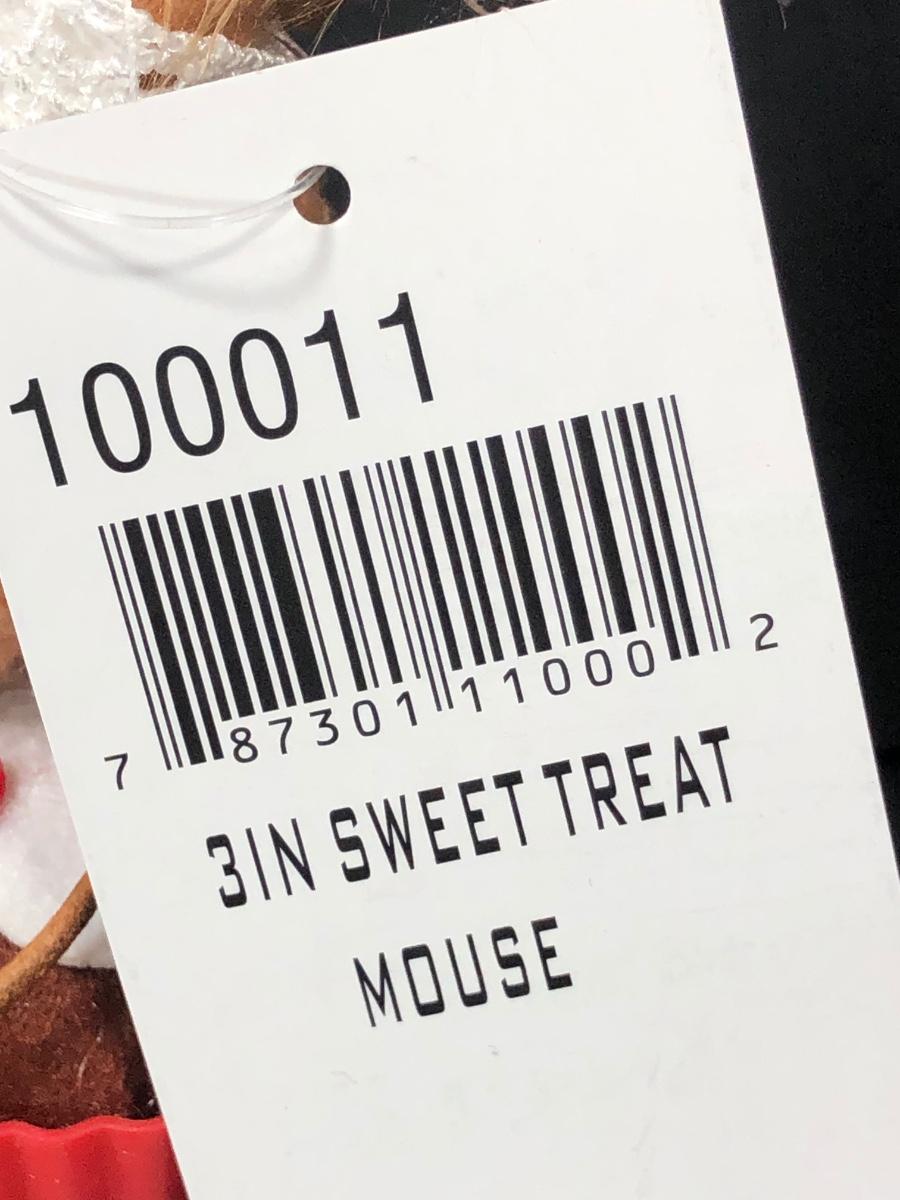 100011
7 87301 11000 2
3IN SWEET TREAT
MOUSE